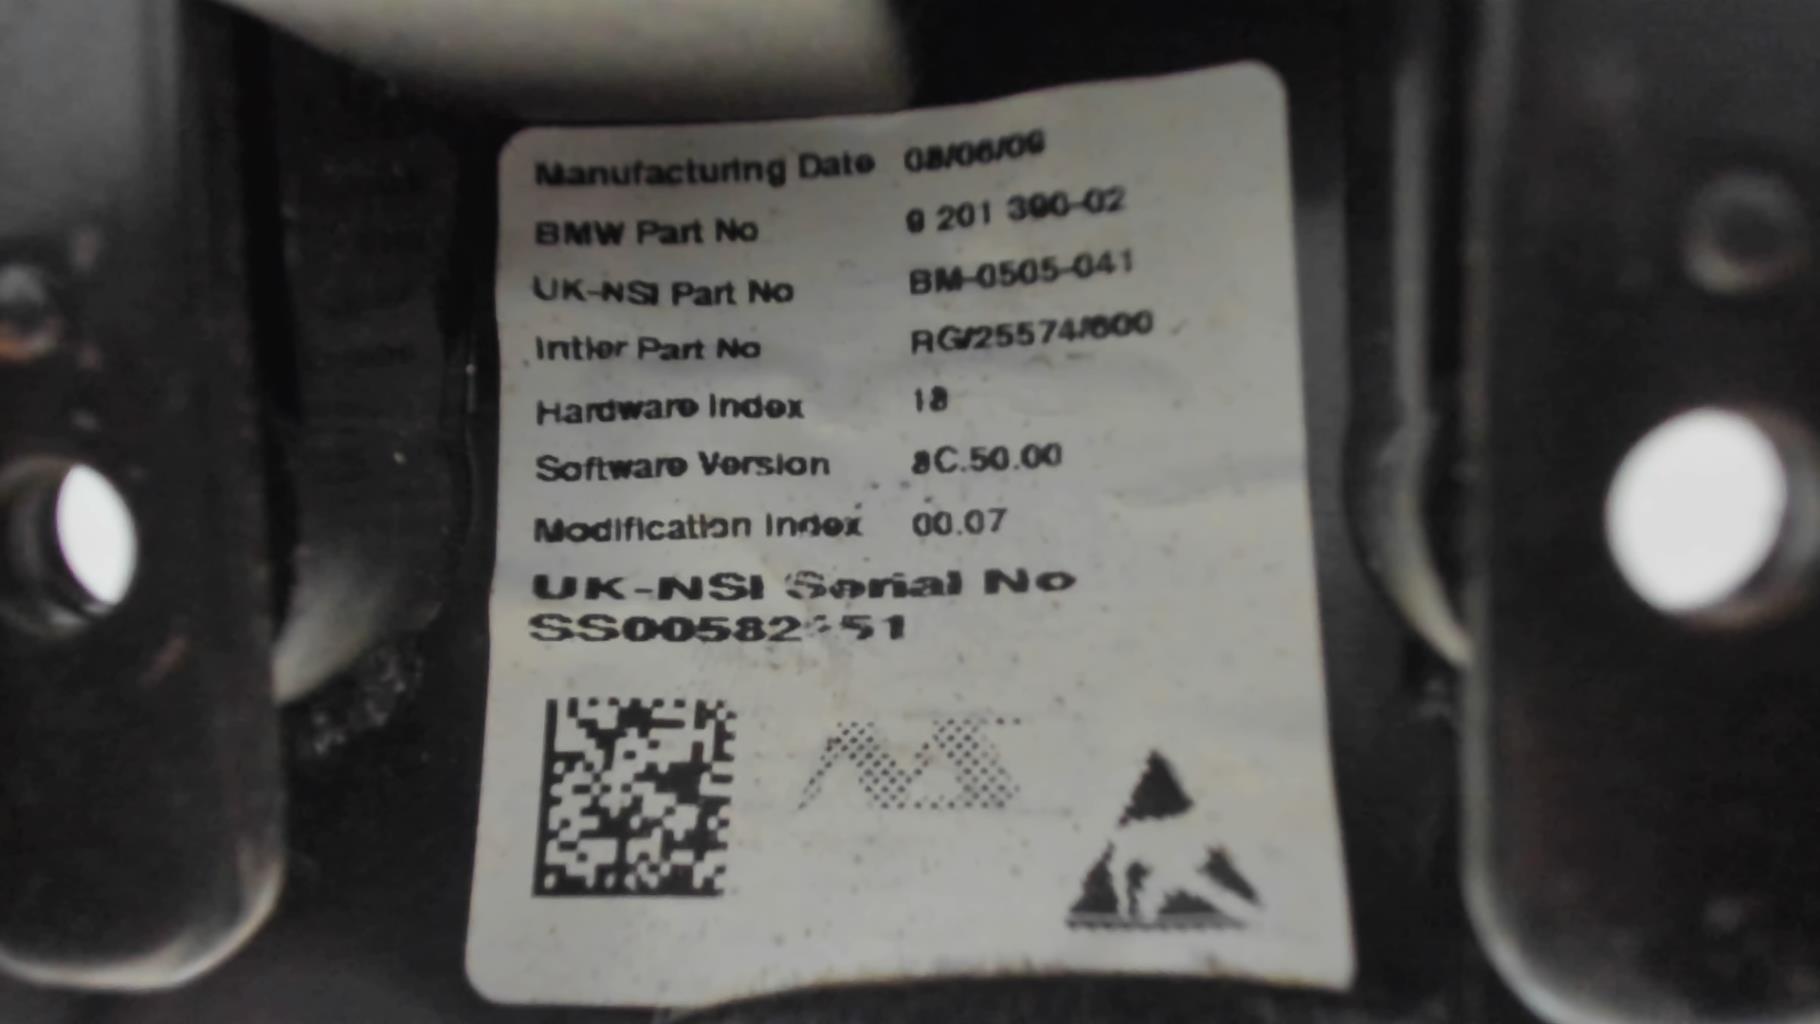 Manufacturing Date 08/06/09
BMW Part No 9 201 390-02
UK-NSI Part No BM-0505-041
Intier Part No RG/25574/600
Hardware Index 18
Software Version 8C.50.00
Modification Index 00.07
UK-NSI Serial No